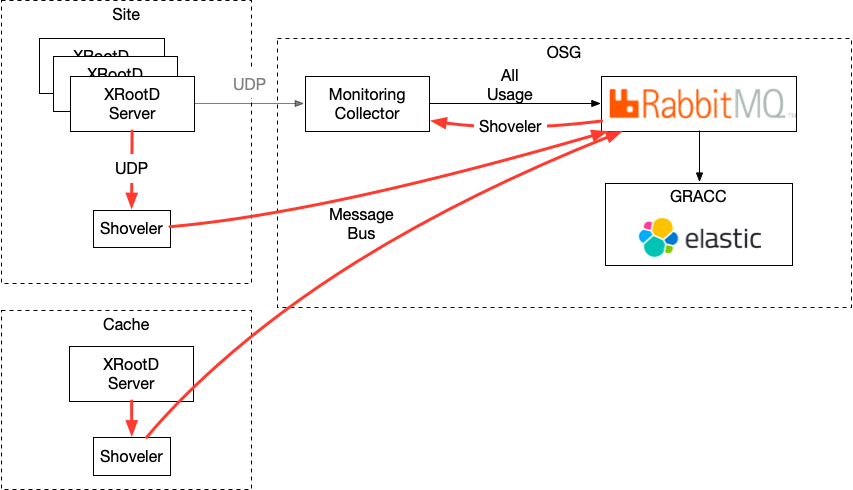 Site
XRootD
XRootD
XRootD
Server
UDP
Shoveler
UDP
OSG
Monitoring
Collector
All
Usage
Shoveler
RabbitMQ™
GRACC
elastic
Message
Bus
Cache
XRootD
Server
Shoveler